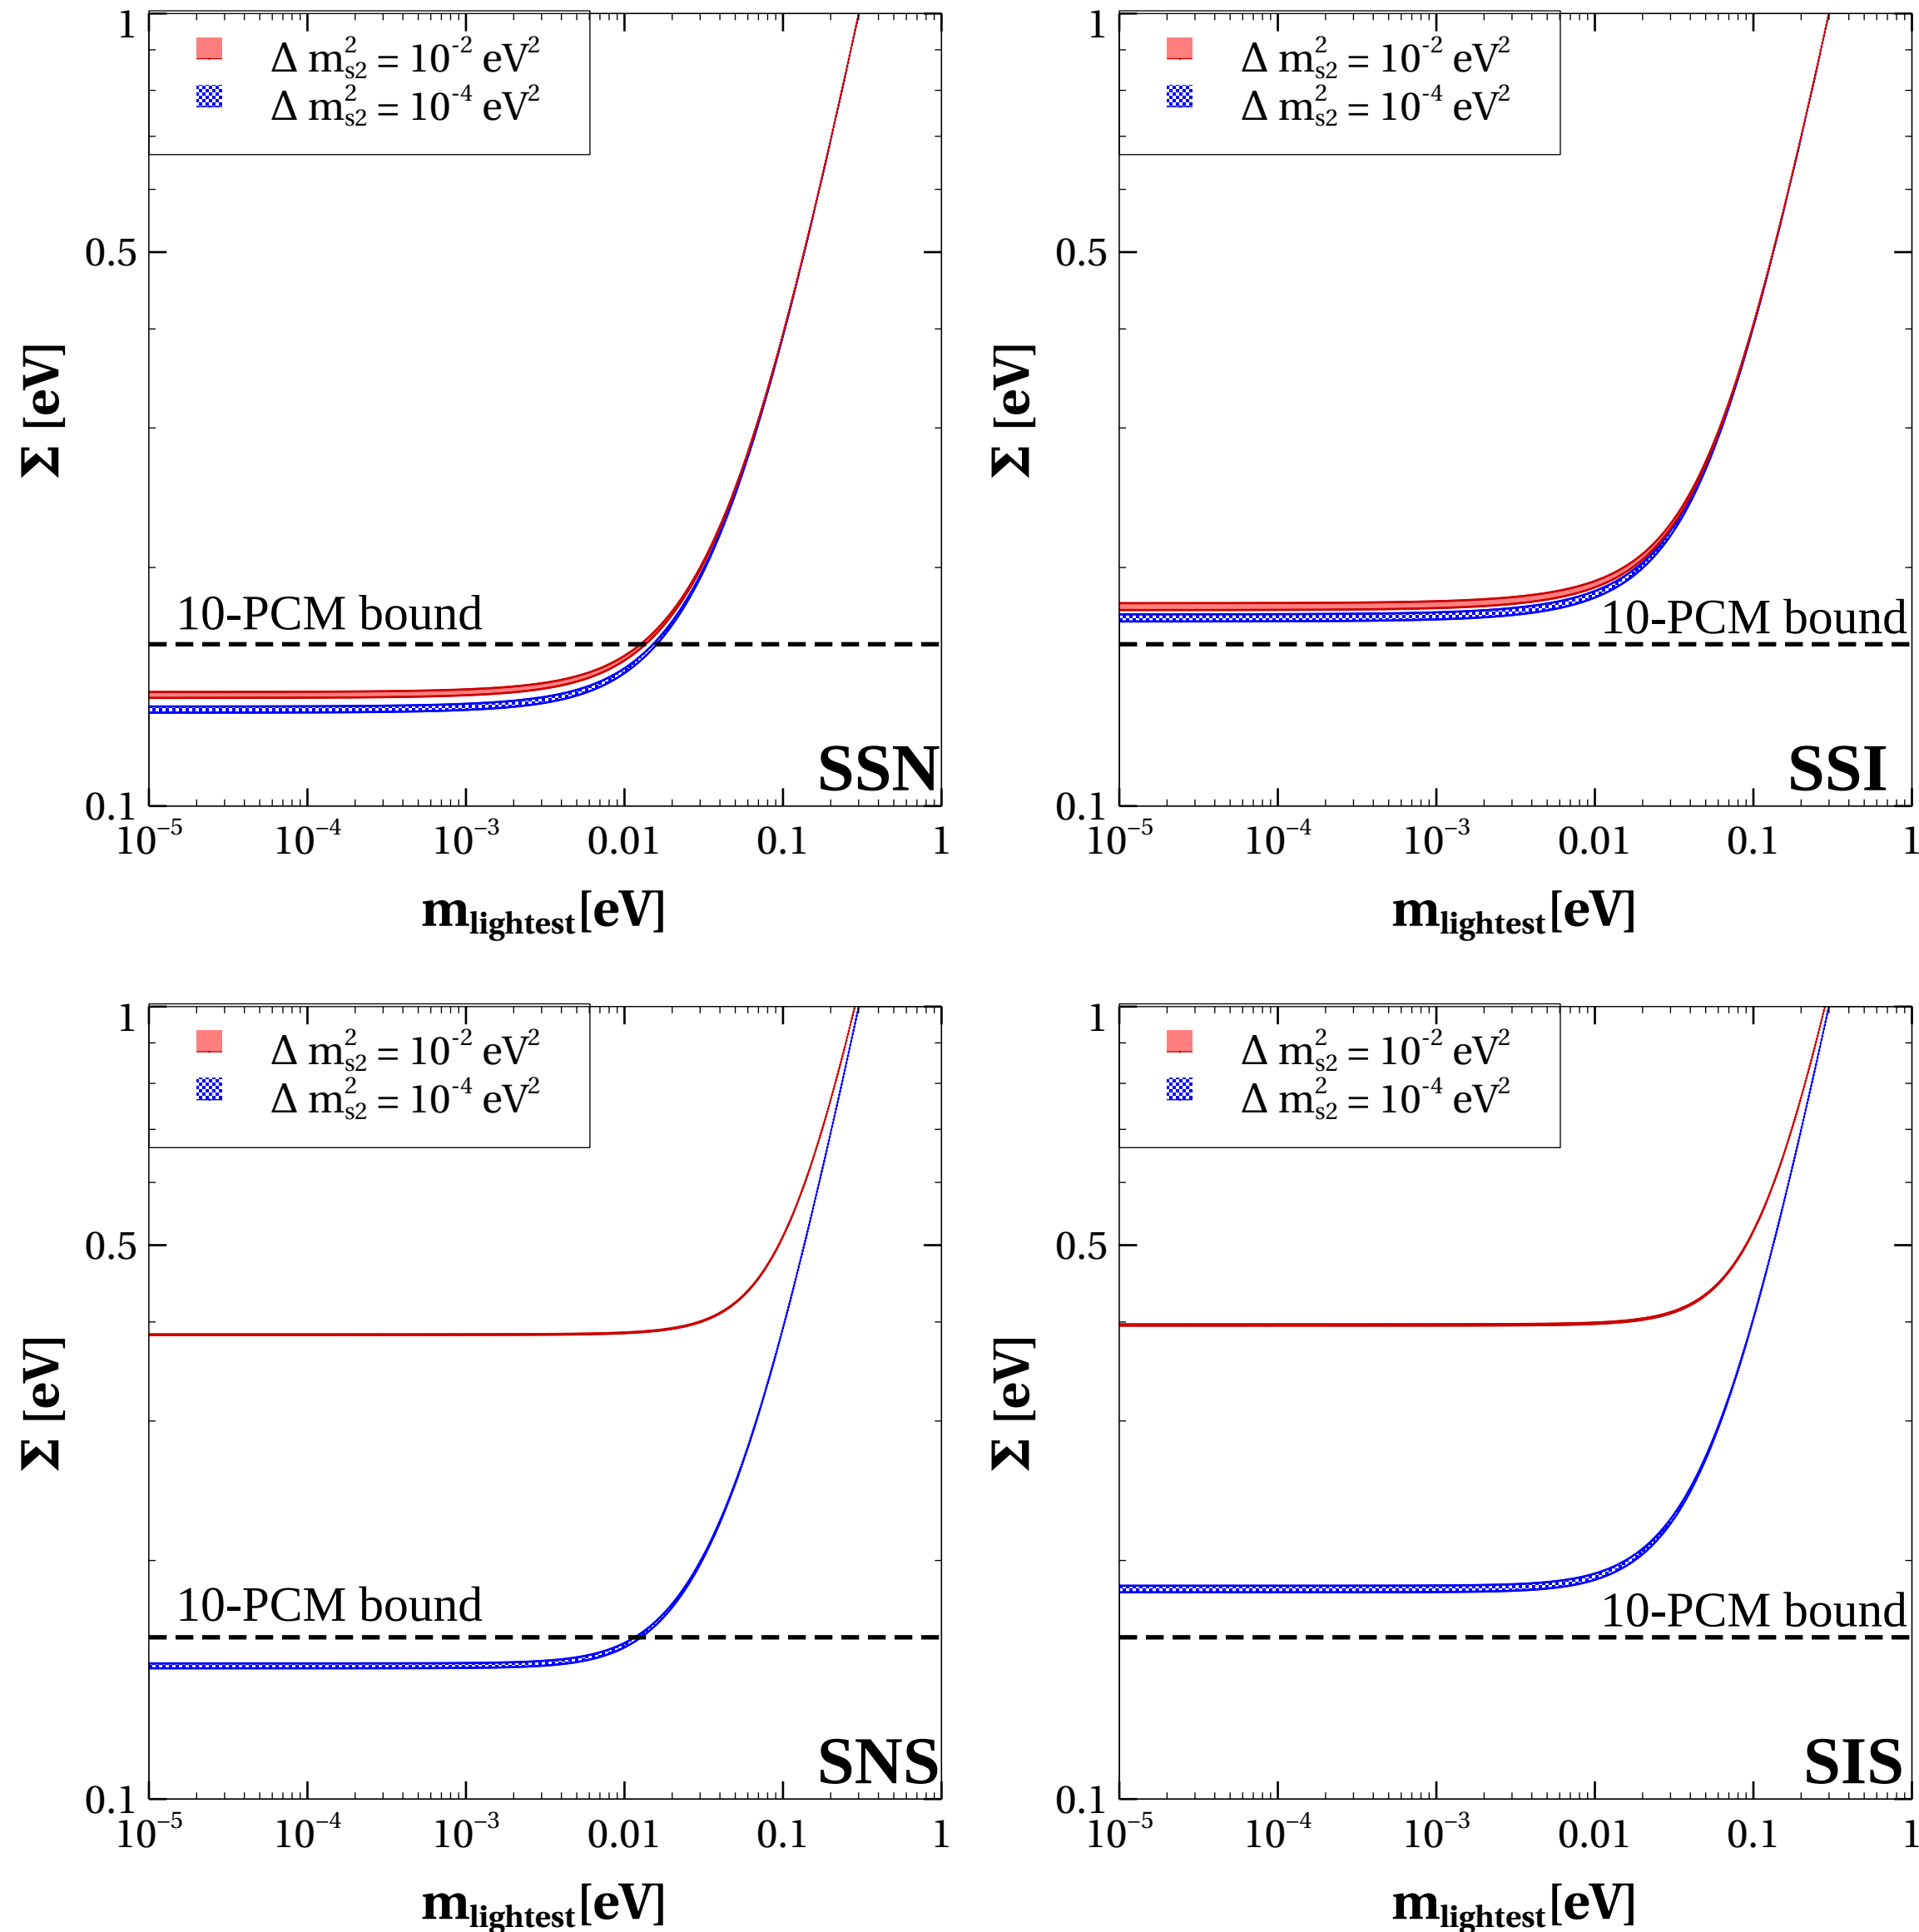 1
Δ m²ₛ₂ = 10⁻² eV²
Δ m²ₛ₂ = 10⁻⁴ eV²
0.5
Σ [eV]
10-PCM bound
SSN
0.1
10⁻⁵ 10⁻⁴ 10⁻³ 0.01 0.1 1
m_lightest [eV]
1
Δ m²ₛ₂ = 10⁻² eV²
Δ m²ₛ₂ = 10⁻⁴ eV²
0.5
Σ [eV]
10-PCM bound
SSI
0.1
10⁻⁵ 10⁻⁴ 10⁻³ 0.01 0.1 1
m_lightest [eV]
1
Δ m²ₛ₂ = 10⁻² eV²
Δ m²ₛ₂ = 10⁻⁴ eV²
0.5
Σ [eV]
10-PCM bound
SNS
0.1
10⁻⁵ 10⁻⁴ 10⁻³ 0.01 0.1 1
m_lightest [eV]
1
Δ m²ₛ₂ = 10⁻² eV²
Δ m²ₛ₂ = 10⁻⁴ eV²
0.5
Σ [eV]
10-PCM bound
SIS
0.1
10⁻⁵ 10⁻⁴ 10⁻³ 0.01 0.1 1
m_lightest [eV]